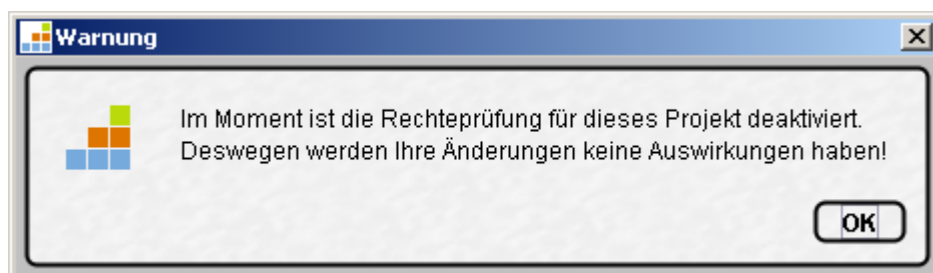 Warnung
Im Moment ist die Rechteprüfung für dieses Projekt deaktiviert.
Deswegen werden Ihre Änderungen keine Auswirkungen haben!
OK